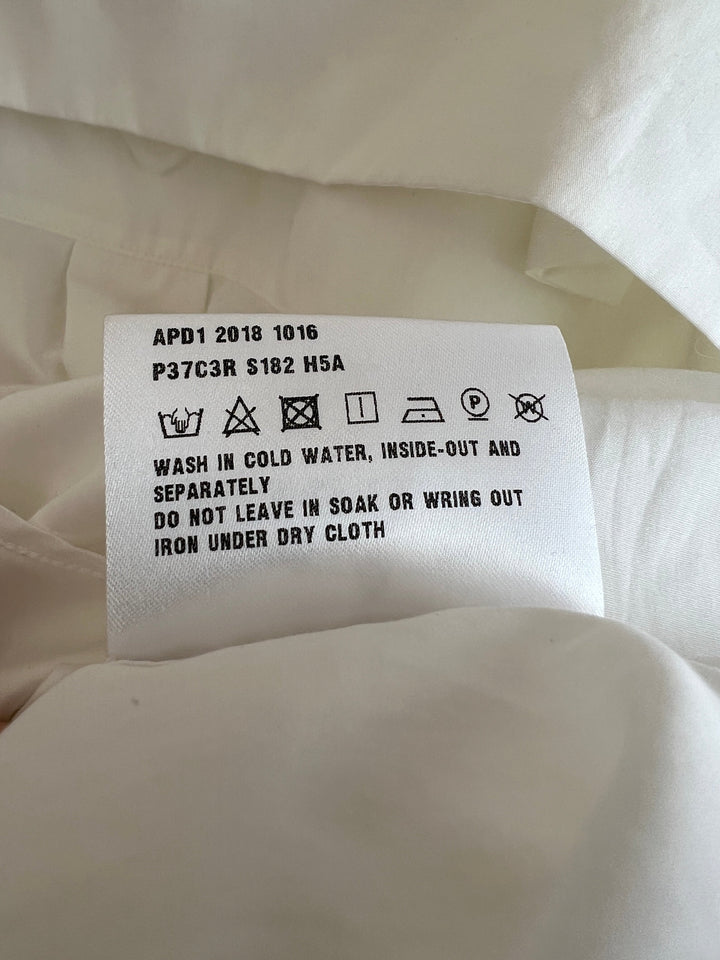 APD1 2018 1016
P37C3R S182 H5A
P W
WASH IN COLD WATER, INSIDE-OUT AND
SEPARATELY
DO NOT LEAVE IN SOAK OR WRING OUT
IRON UNDER DRY CLOTH